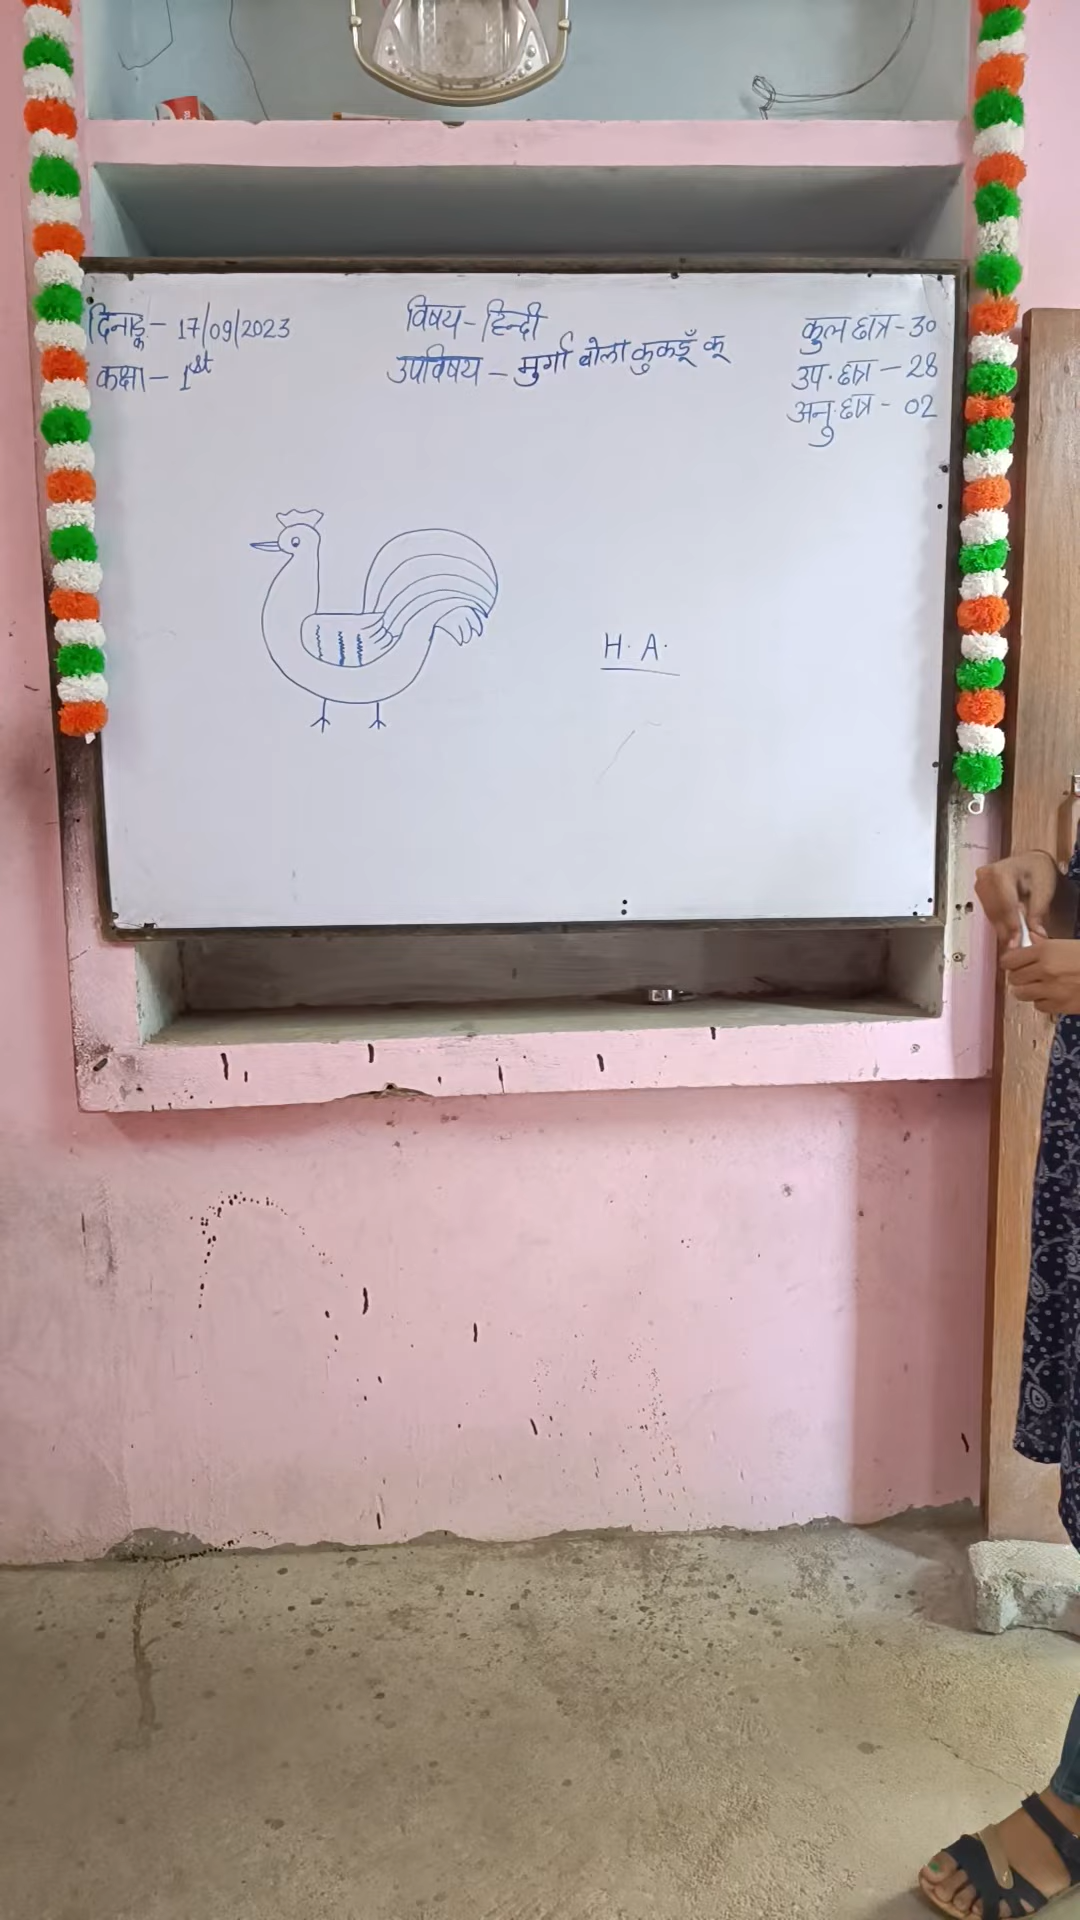 दिनाङ्क - 17/09/2023
कक्षा - 1st
विषय - हिन्दी
उपविषय - मुर्गा बोला कुकड़ूँ कू
कुल छात्र - 30
उप. छात्र - 28
अनु. छात्र - 02
H. A.